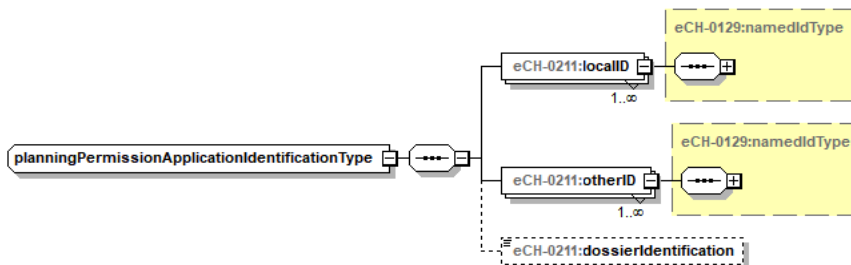 eCH-0129:namedIdType
eCH-0211:localID
1..∞
planningPermissionApplicationIdentificationType
eCH-0129:namedIdType
eCH-0211:otherID
1..∞
eCH-0211:dossierIdentification